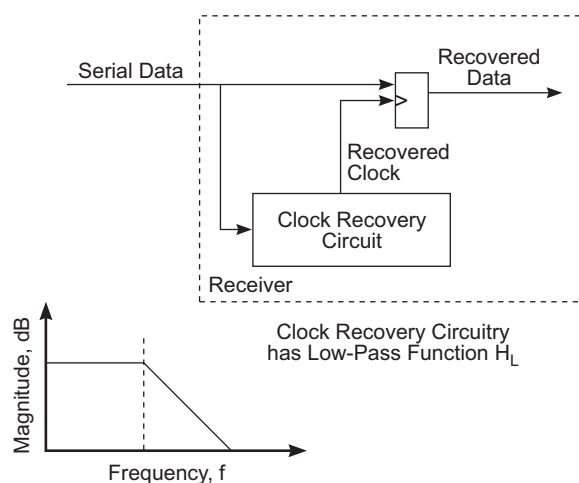 Serial Data
Recovered
Data
Recovered
Clock
Clock Recovery
Circuit
Receiver
Clock Recovery Circuitry
has Low-Pass Function HL
Magnitude, dB
Frequency, f